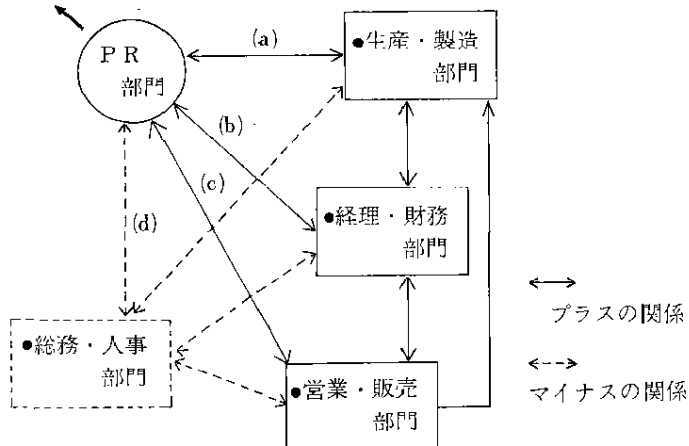 PR
部門
(a)
●生産・製造
部門
(b)
(c)
(d)
●経理・財務
部門
プラスの関係
●総務・人事
部門
マイナスの関係
●営業・販売
部門